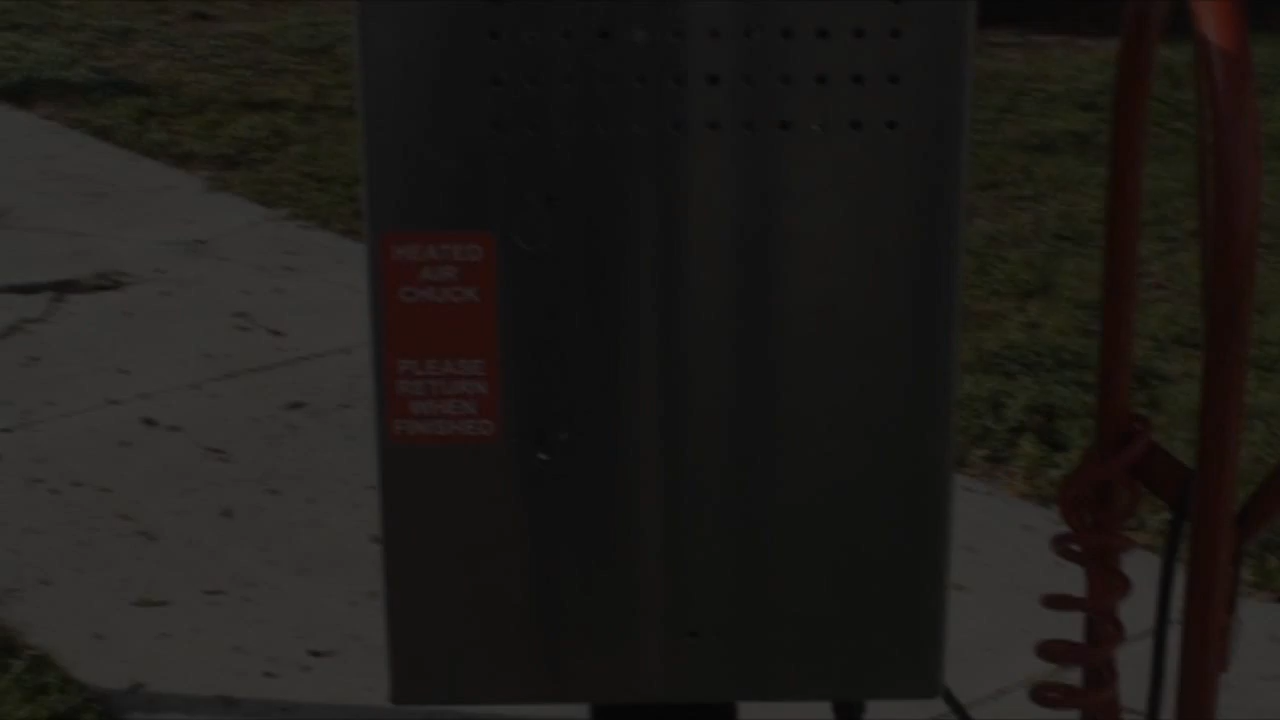 HEATED
AIR
CHUCK
PLEASE
RETURN
WHEN
FINISHED